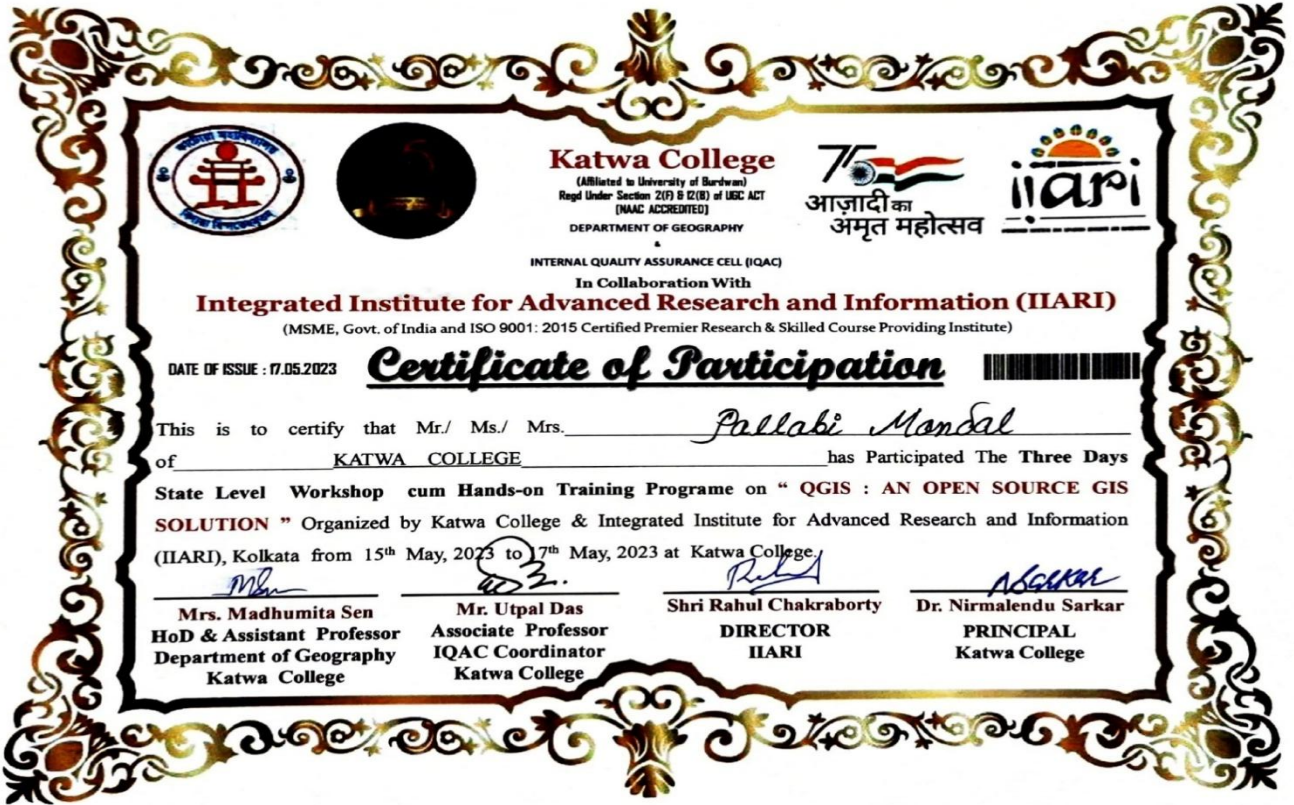 काटोया महाविद्यालय
Katwa College
(Affiliated to University of Burdwan)
Regd Under Section 2(F) & 12(B) of UGC ACT
(NAAC ACCREDITED)
DEPARTMENT OF GEOGRAPHY
&
INTERNAL QUALITY ASSURANCE CELL (IQAC)
75
आज़ादी का
अमृत महोत्सव
iiari
In Collaboration With
Integrated Institute for Advanced Research and Information (IIARI)
(MSME, Govt. of India and ISO 9001: 2015 Certified Premier Research & Skilled Course Providing Institute)
DATE OF ISSUE : 17.05.2023
Certificate of Participation
This is to certify that Mr./ Ms./ Mrs. Pallabi Mondal
of KATWA COLLEGE has Participated The Three Days
State Level Workshop cum Hands-on Training Programe on “ QGIS : AN OPEN SOURCE GIS
SOLUTION ” Organized by Katwa College & Integrated Institute for Advanced Research and Information
(IIARI), Kolkata from 15th May, 2023 to 17th May, 2023 at Katwa College.
NSarkar
Mrs. Madhumita Sen
HoD & Assistant Professor
Department of Geography
Katwa College
Mr. Utpal Das
Associate Professor
IQAC Coordinator
Katwa College
Shri Rahul Chakraborty
DIRECTOR
IIARI
Dr. Nirmalendu Sarkar
PRINCIPAL
Katwa College